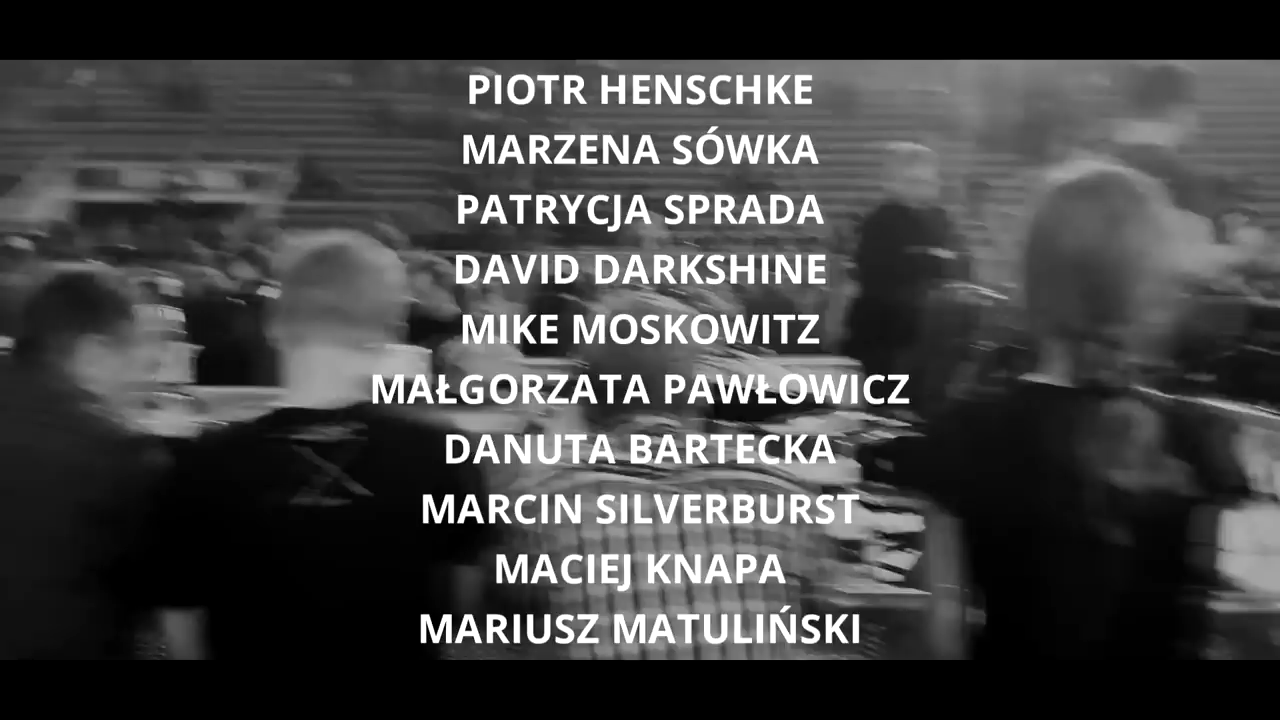 PIOTR HENSCHKE
MARZENA SÓWKA
PATRYCJA SPRADA
DAVID DARKSHINE
MIKE MOSKOWITZ
MAŁGORZATA PAWŁOWICZ
DANUTA BARTECKA
MARCIN SILVERBURST
MACIEJ KNAPA
MARIUSZ MATULIŃSKI